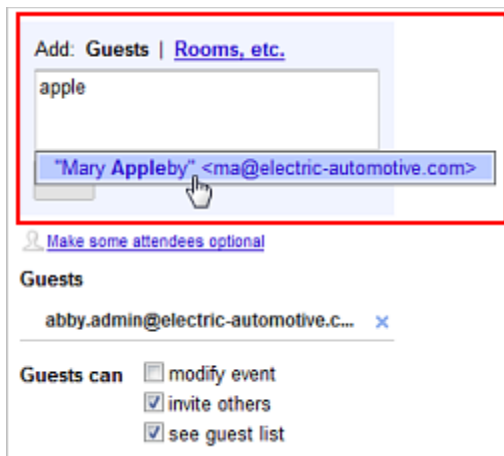 Add: Guests | Rooms, etc.
apple
"Mary Appleby" <ma@electric-automotive.com>
Make some attendees optional
Guests
abby.admin@electric-automotive.c... ×
Guests can modify event
invite others
see guest list